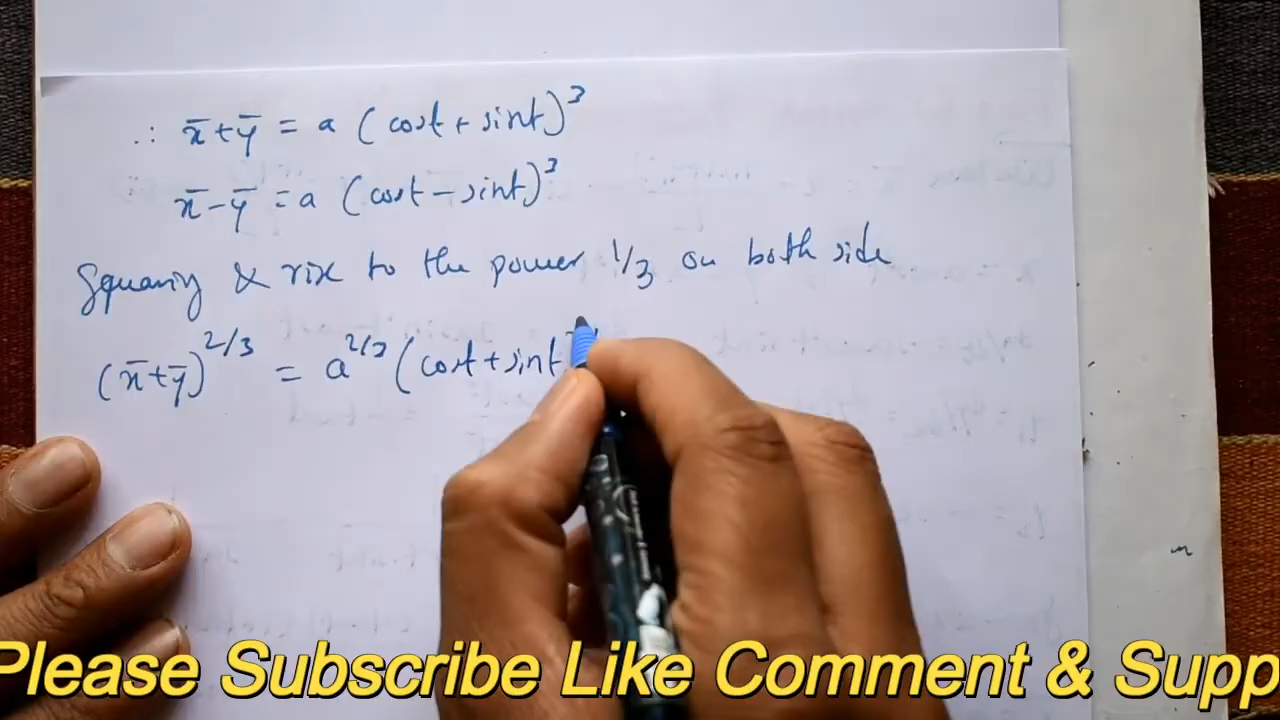 ∴ x̄+ȳ = a (cost+sint)³
x̄-ȳ = a (cost-sint)³
Squaring & rise to the power 1/3 on both side
(x̄+ȳ)^2/3 = a^2/3 (cost+sint
Please Subscribe Like Comment & Supp